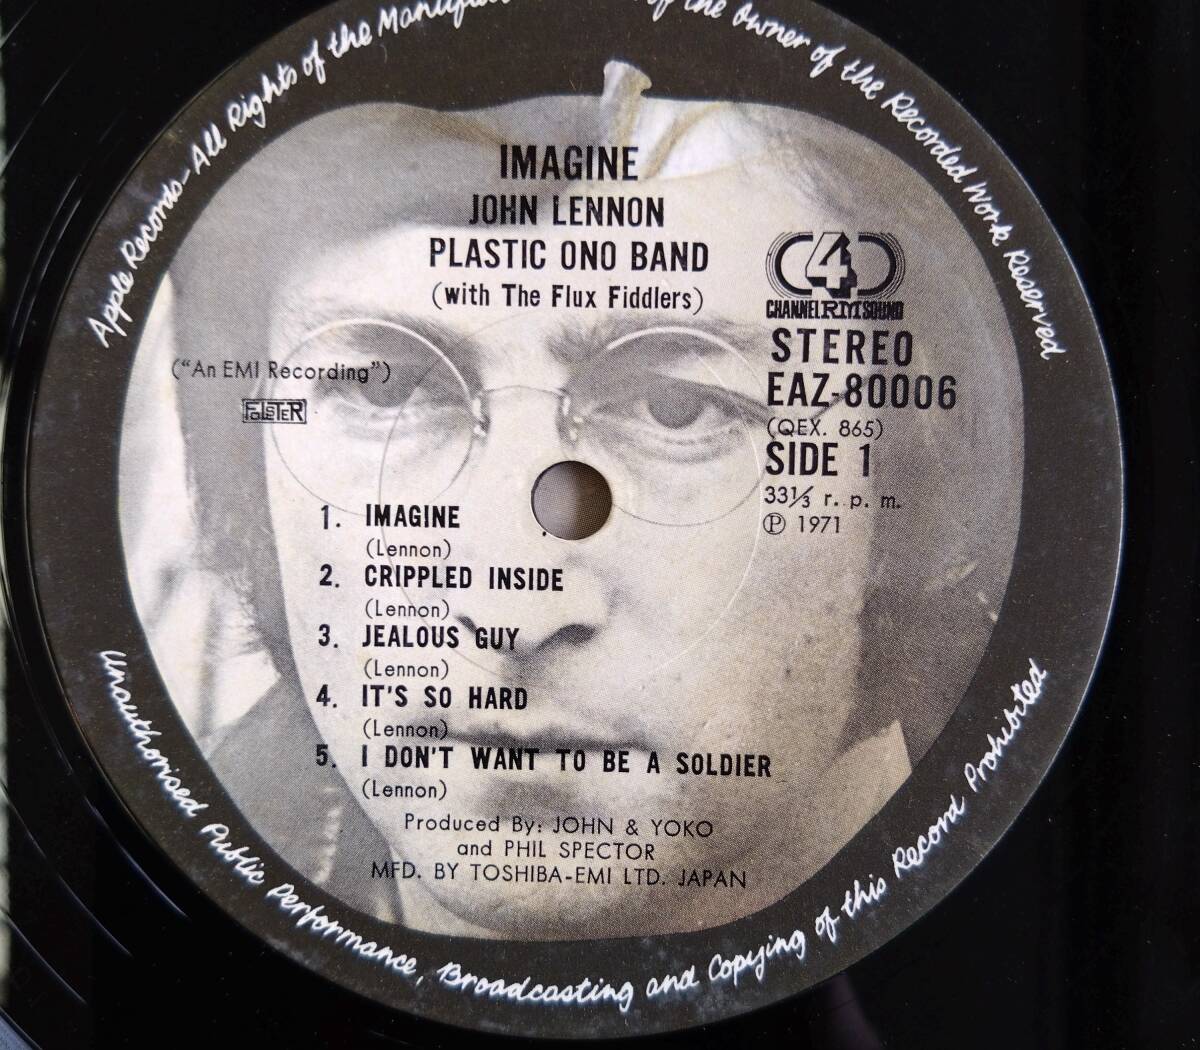 Apple Records-All Rights of the of the Owner of the Recorded Work Reserved
IMAGINE
JOHN LENNON
PLASTIC ONO BAND
(with The Flux Fiddlers)
4
CHANNEL RM SOUND
STEREO
EAZ-80006
(QEX. 865)
SIDE 1
33⅓ r. p. m.
Ⓟ 1971
("An EMI Recording")
FOLSTER
1. IMAGINE
(Lennon)
2. CRIPPLED INSIDE
(Lennon)
3. JEALOUS GUY
(Lennon)
4. IT'S SO HARD
(Lennon)
5. I DON'T WANT TO BE A SOLDIER
(Lennon)
Produced By: JOHN & YOKO
and PHIL SPECTOR
MFD. BY TOSHIBA-EMI LTD. JAPAN
Unauthorised Public Performance, Broadcasting and Copying of this Record Prohibited